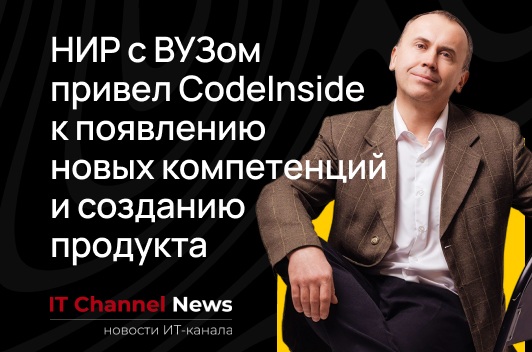 НИР с ВУЗом
привел CodeInside
к появлению
новых компетенций
и созданию
продукта
IT Channel News
новости ИТ-канала